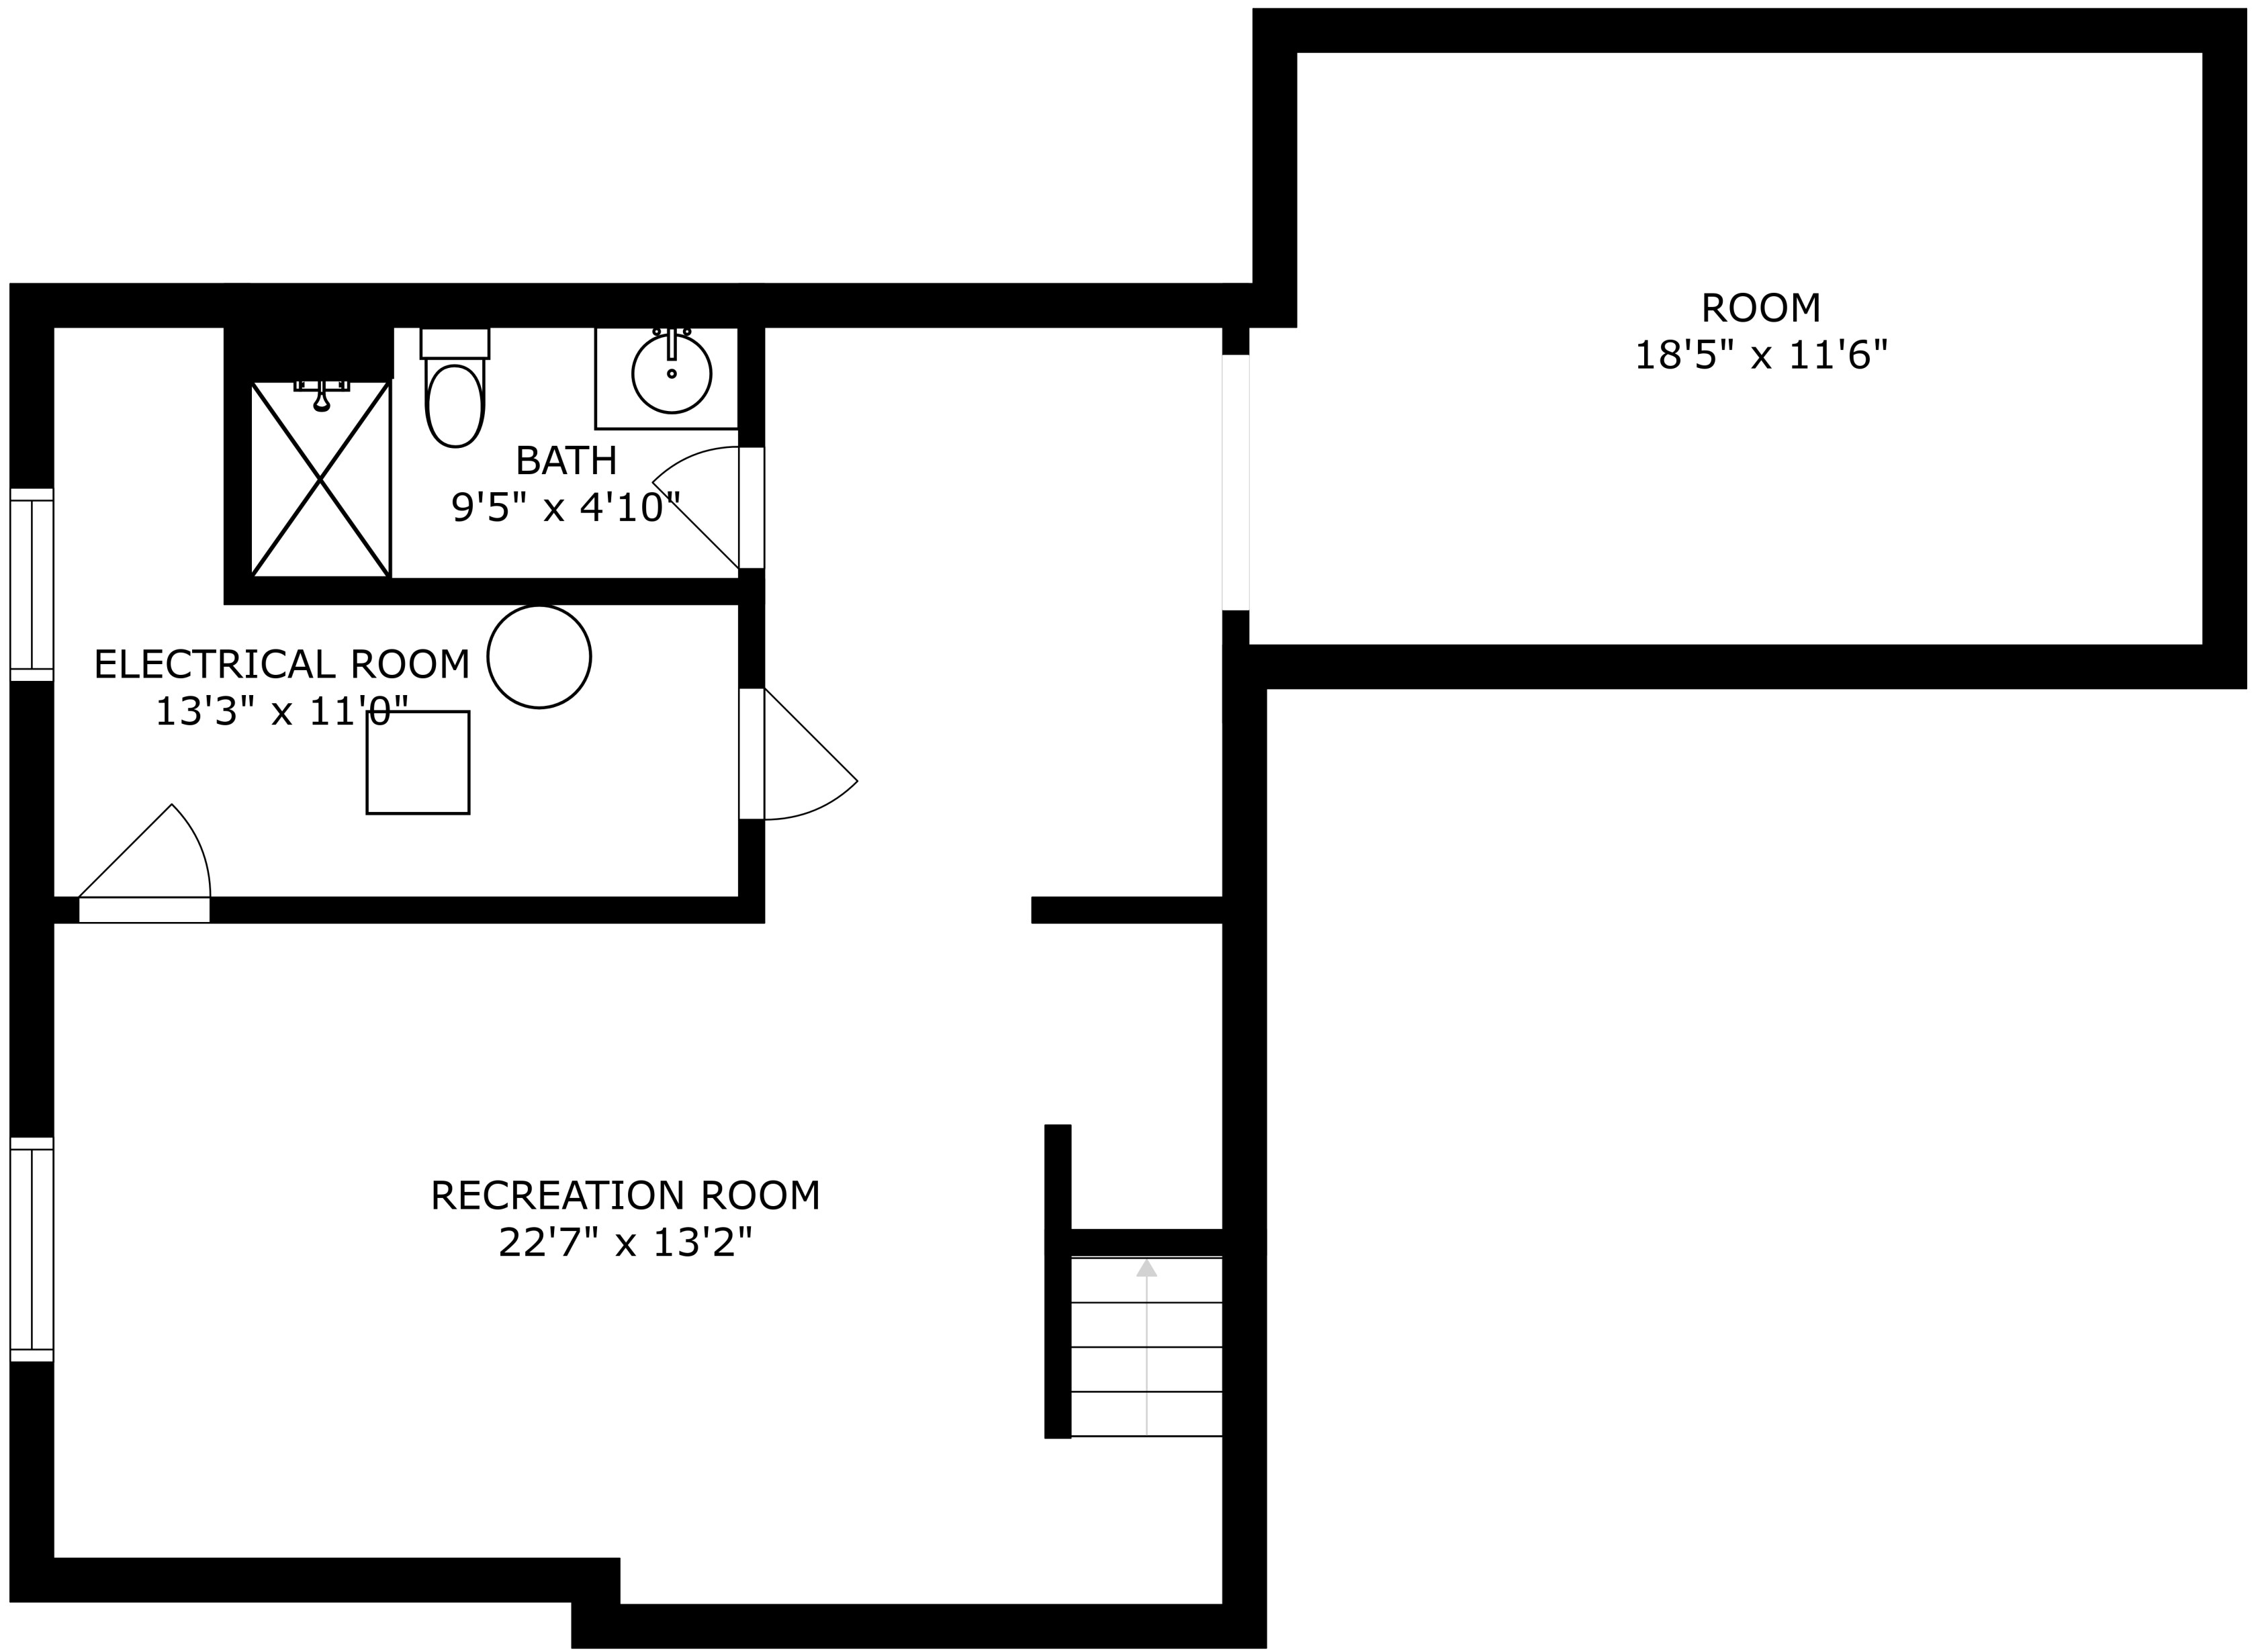 ROOM
18'5" x 11'6"
BATH
9'5" x 4'10"
ELECTRICAL ROOM
13'3" x 11'0"
RECREATION ROOM
22'7" x 13'2"